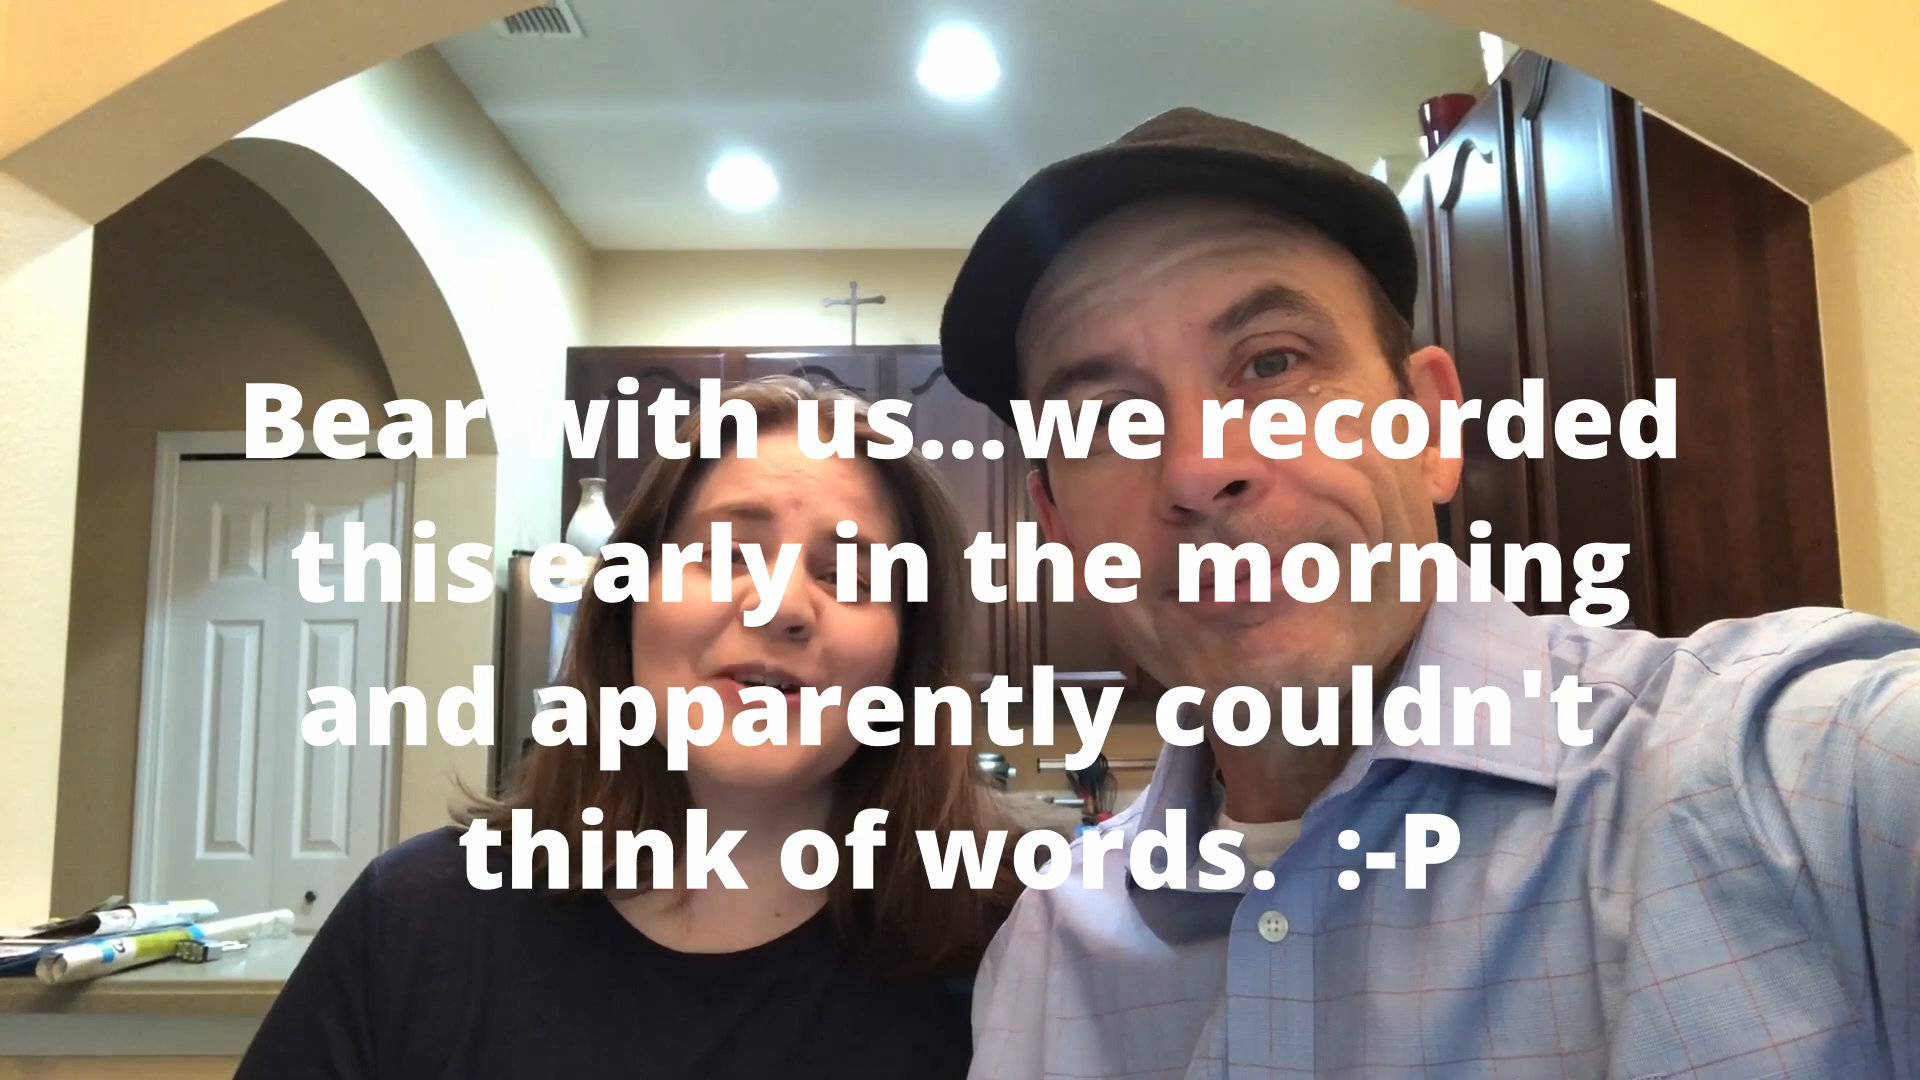 Bear with us...we recorded
this early in the morning
and apparently couldn't
think of words.  :-P